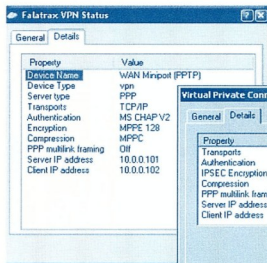 Falatrax VPN Status
General Details
Property Value
Device Name WAN Miniport (PPTP)
Device Type vpn
Server type PPP
Transports TCP/IP
Authentication MS CHAP V2
Encryption MPPE 128
Compression MPPC
PPP multilink framing Off
Server IP address 10.0.0.101
Client IP address 10.0.0.102
Virtual Private Conn
General Details
Property
Transports
Authentication
IPSEC Encryption
Compression
PPP multilink fram
Server IP address
Client IP address